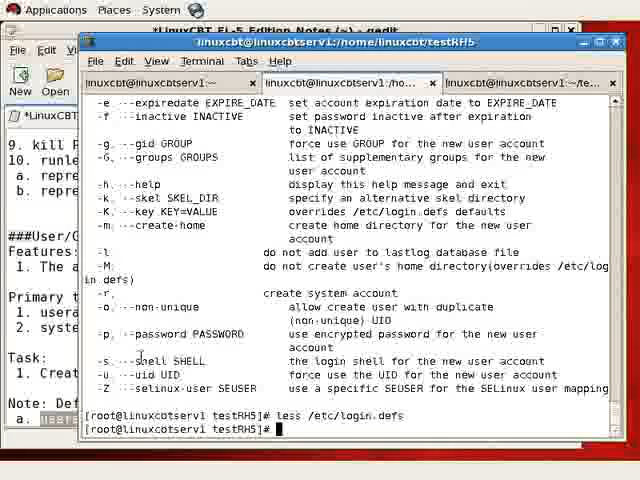 Applications Places System
*LinuxCBT EL-5 Edition Notes (~) - gedit
linuxcbt@linuxcbtserv1:/home/linuxcbt/testRH5
File Edit
File Edit View Terminal Tabs Help
New Open
linuxcbt@linuxcbtserv1:~ linuxcbt@linuxcbtserv1:/ho... linuxcbt@linuxcbtserv1:~/te...
*LinuxCBT
-e, --expiredate EXPIRE_DATE set account expiration date to EXPIRE_DATE
-f, --inactive INACTIVE set password inactive after expiration
to INACTIVE
-g, --gid GROUP force use GROUP for the new user account
-G, --groups GROUPS list of supplementary groups for the new
user account
-h, --help display this help message and exit
-k, --skel SKEL_DIR specify an alternative skel directory
-K, --key KEY=VALUE overrides /etc/login.defs defaults
-m, --create-home create home directory for the new user
account
-l, do not add user to lastlog database file
-M, do not create user's home directory(overrides /etc/log
in defs)
-r, create system account
-o, --non-unique allow create user with duplicate
(non-unique) UID
-p, --password PASSWORD use encrypted password for the new user
account
-s, --shell SHELL the login shell for the new user account
-u, --uid UID force use the UID for the new user account
-Z, --selinux-user SEUSER use a specific SEUSER for the SELinux user mapping
[root@linuxcbtserv1 testRH5]# less /etc/login.defs
[root@linuxcbtserv1 testRH5]#
9. kill
10. runle
a. repre
b. repre
###User/G
Features:
1. The a
Primary t
1. usera
2. syste
Task:
1. Creat
Note: Def
a.